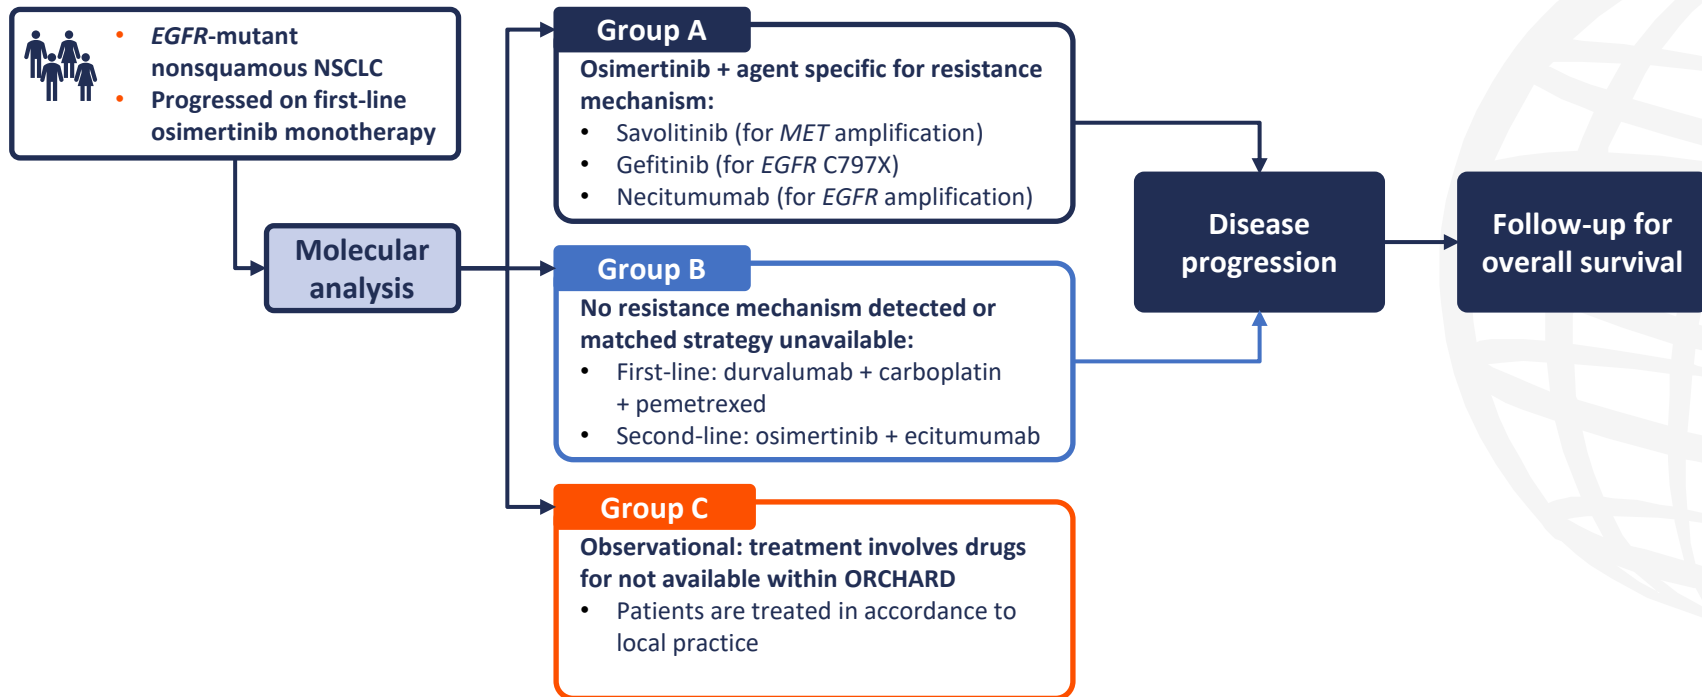 • EGFR-mutant
nonsquamous NSCLC
• Progressed on first-line
osimertinib monotherapy
Molecular
analysis
Group A
Osimertinib + agent specific for resistance
mechanism:
• Savolitinib (for MET amplification)
• Gefitinib (for EGFR C797X)
• Necitumumab (for EGFR amplification)
Group B
No resistance mechanism detected or
matched strategy unavailable:
• First-line: durvalumab + carboplatin
+ pemetrexed
• Second-line: osimertinib + ecitumumab
Group C
Observational: treatment involves drugs
for not available within ORCHARD
• Patients are treated in accordance to
local practice
Disease
progression
Follow-up for
overall survival